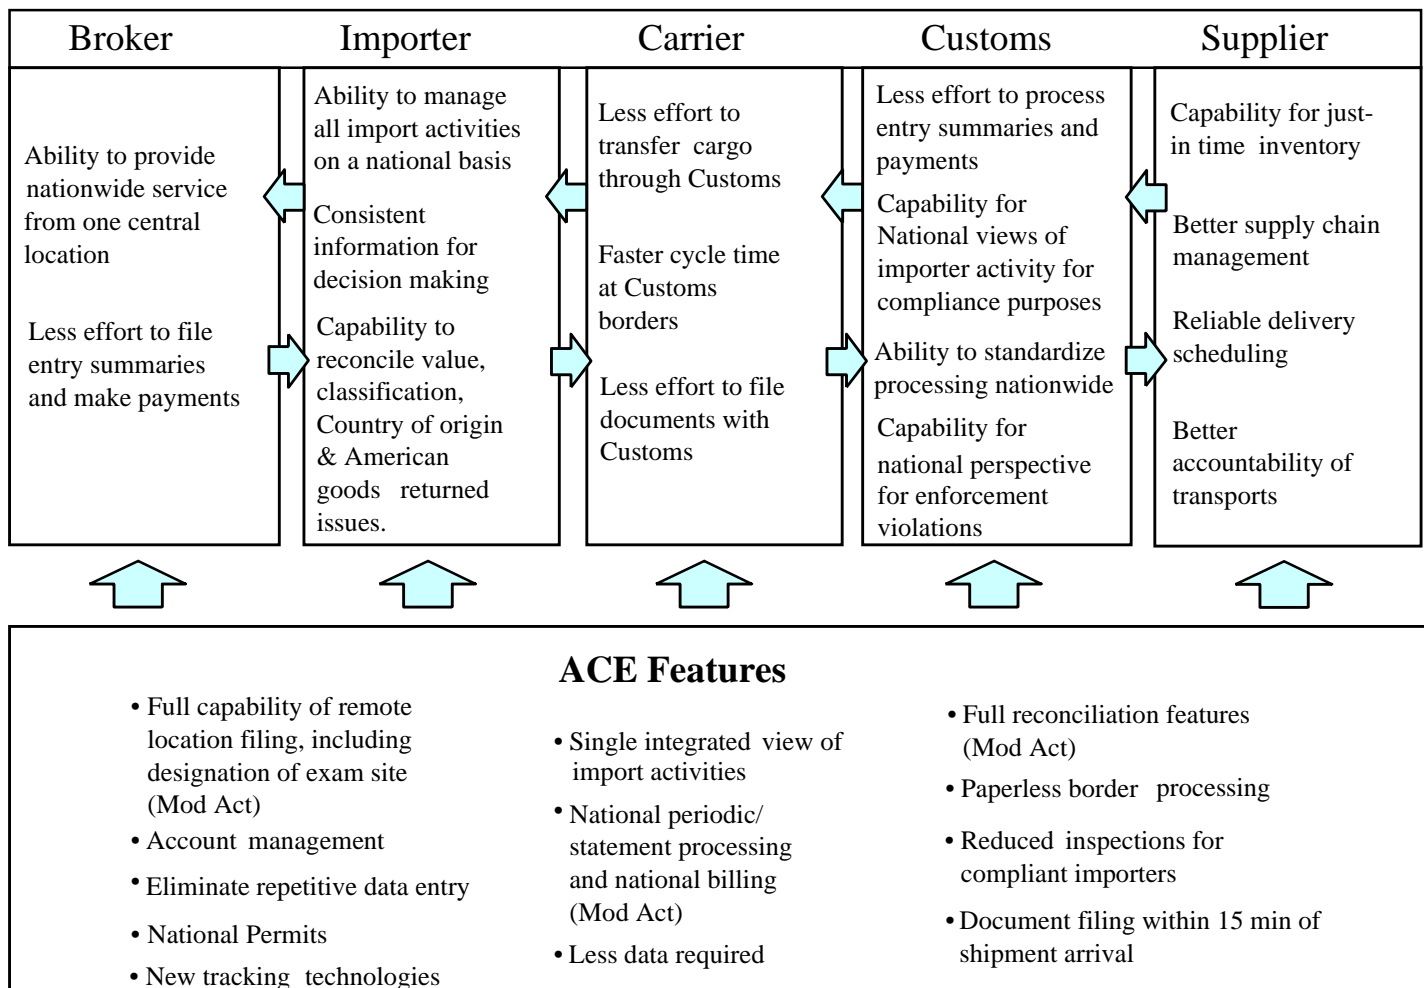 Broker
Importer
Carrier
Customs
Supplier
Ability to provide
nationwide service
from one central
location
Less effort to file
entry summaries
and make payments
Ability to manage
all import activities
on a national basis
Consistent
information for
decision making
Capability to
reconcile value,
classification,
Country of origin
& American
goods returned
issues.
Less effort to
transfer cargo
through Customs
Faster cycle time
at Customs
borders
Less effort to file
documents with
Customs
Less effort to process
entry summaries and
payments
Capability for
National views of
importer activity for
compliance purposes
Ability to standardize
processing nationwide
Capability for
national perspective
for enforcement
violations
Capability for just-
in time inventory
Better supply chain
management
Reliable delivery
scheduling
Better
accountability of
transports
ACE Features
• Full capability of remote
location filing, including
designation of exam site
(Mod Act)
• Account management
• Eliminate repetitive data entry
• National Permits
• New tracking technologies
• Single integrated view of
import activities
• National periodic/
statement processing
and national billing
(Mod Act)
• Less data required
• Full reconciliation features
(Mod Act)
• Paperless border processing
• Reduced inspections for
compliant importers
• Document filing within 15 min of
shipment arrival